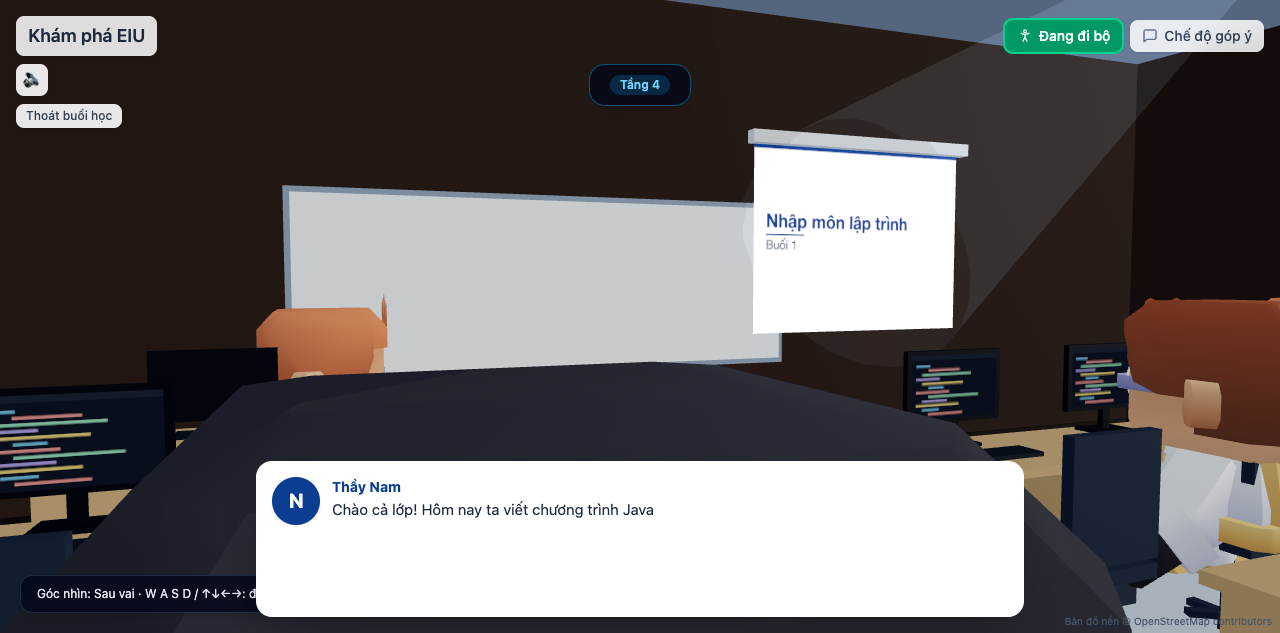 Khám phá EIU
Đang đi bộ
Chế độ góp ý
Tầng 4
Thoát buổi học
Nhập môn lập trình
Buổi 1
N
Thầy Nam
Chào cả lớp! Hôm nay ta viết chương trình Java
Góc nhìn: Sau vai · W A S D / ↑↓←→: đ
Bản đồ nền © OpenStreetMap contributors